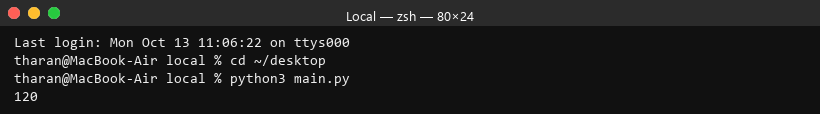 Local — zsh — 80×24
Last login: Mon Oct 13 11:06:22 on ttys000
tharan@MacBook-Air local % cd ~/desktop
tharan@MacBook-Air local % python3 main.py
120